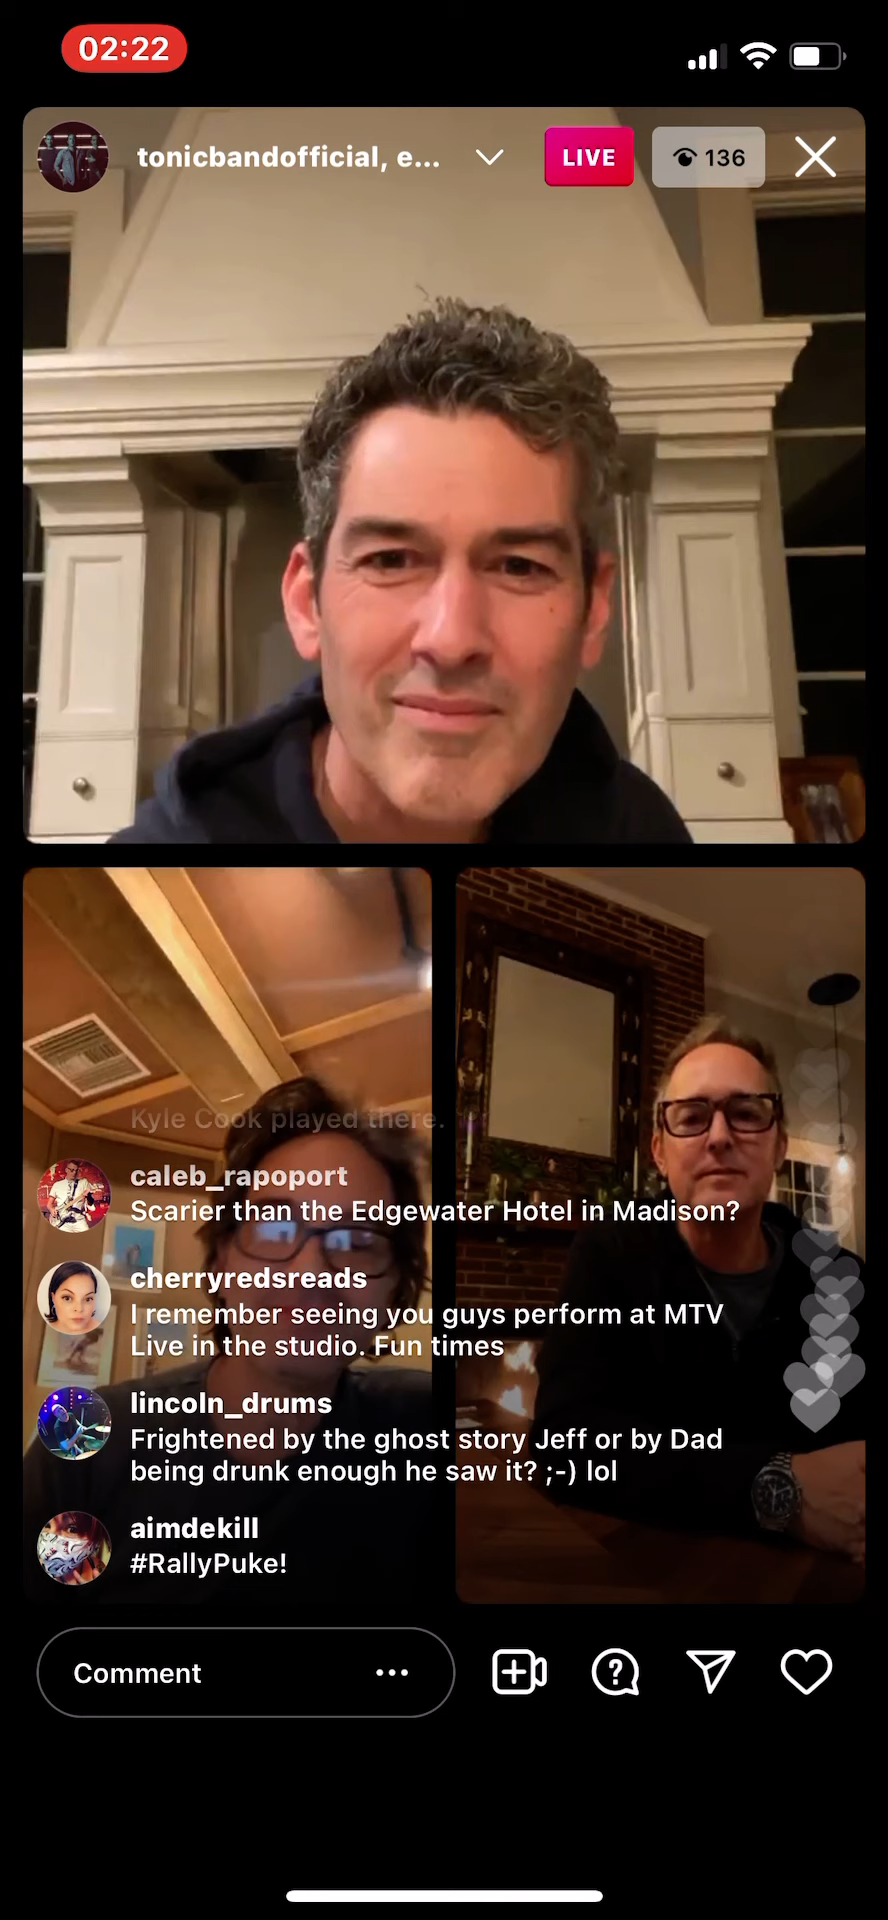 02:22
tonicbandofficial, e...
LIVE
136
Kyle Cook played there.
caleb_rapoport
Scarier than the Edgewater Hotel in Madison?
cherryredsreads
I remember seeing you guys perform at MTV
Live in the studio. Fun times
lincoln_drums
Frightened by the ghost story Jeff or by Dad
being drunk enough he saw it? ;-) lol
aimdekill
#RallyPuke!
Comment